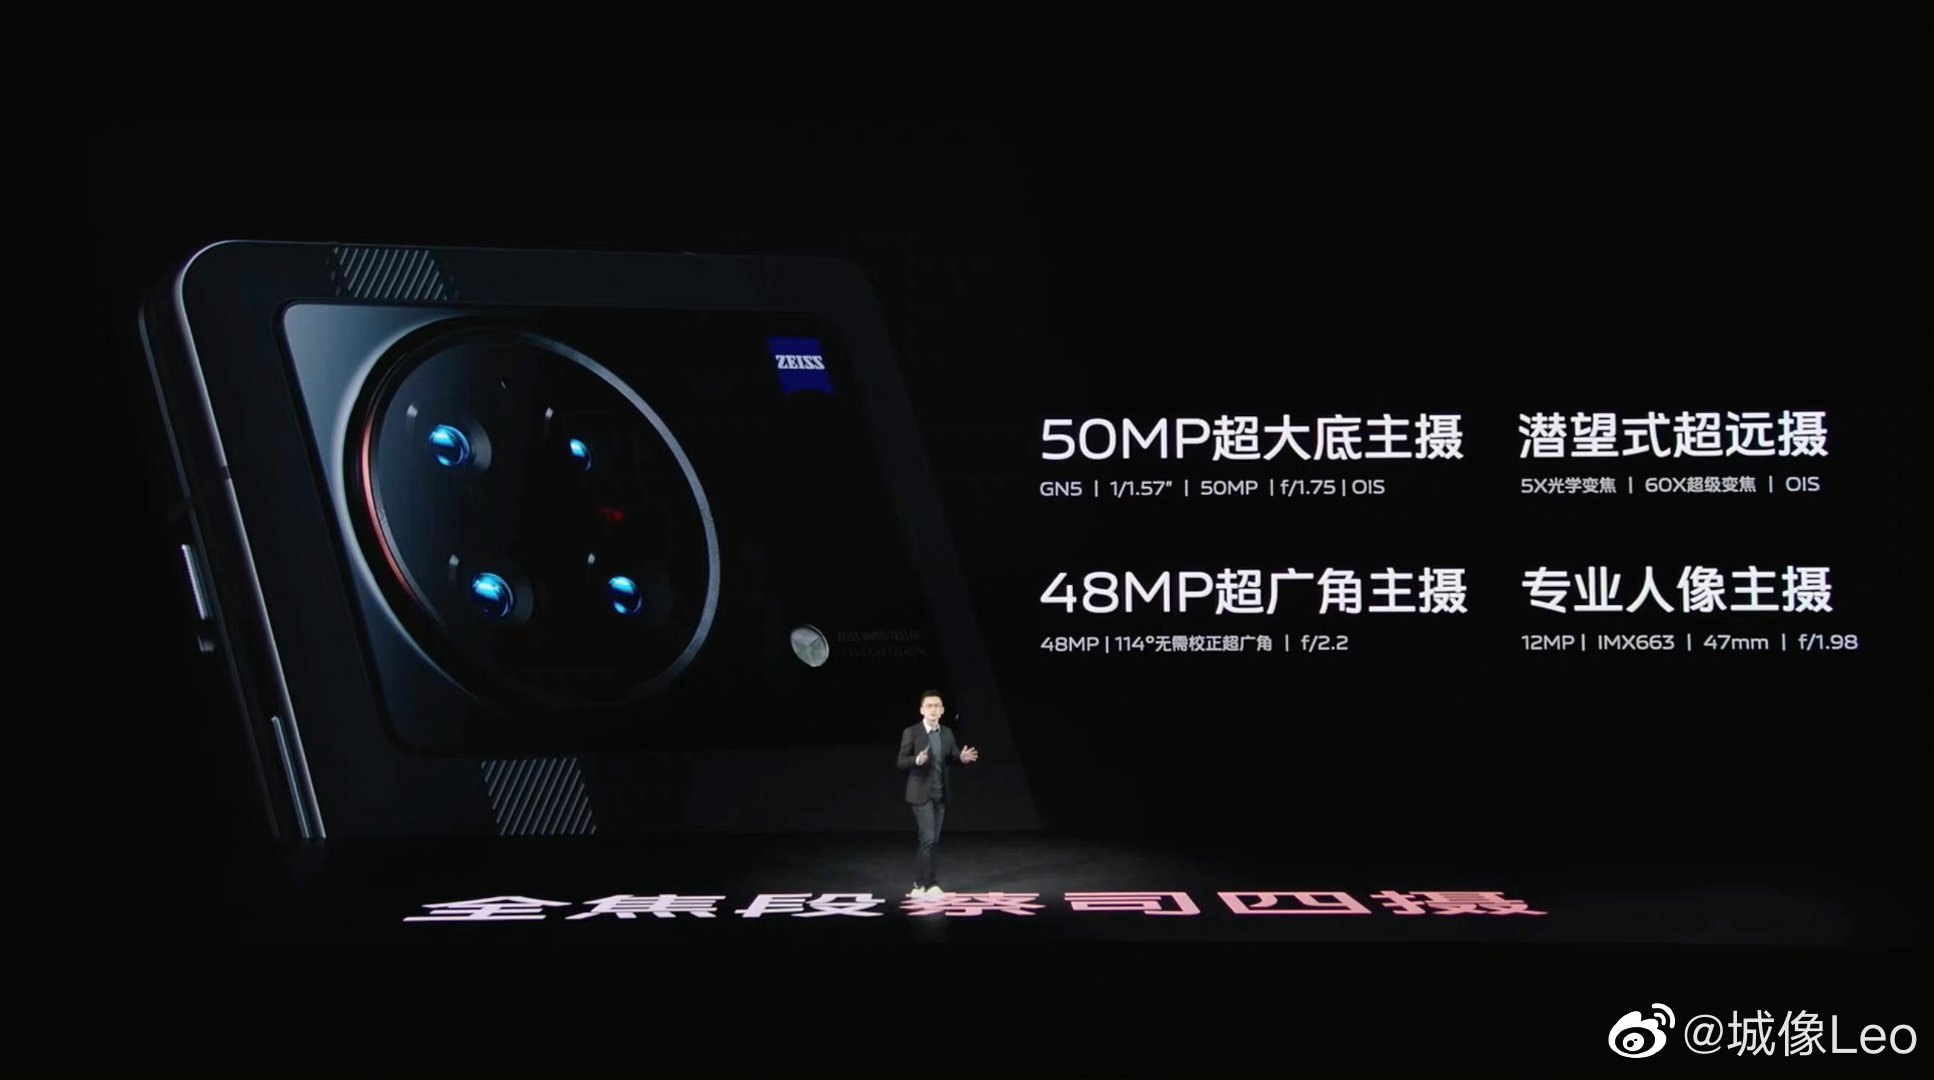 ZEISS
50MP超大底主摄
GN5 | 1/1.57" | 50MP | f/1.75 | OIS
潜望式超远摄
5X光学变焦 | 60X超级变焦 | OIS
48MP超广角主摄
48MP | 114°无需校正超广角 | f/2.2
专业人像主摄
12MP | IMX663 | 47mm | f/1.98
全焦段蔡司四摄
@城像Leo